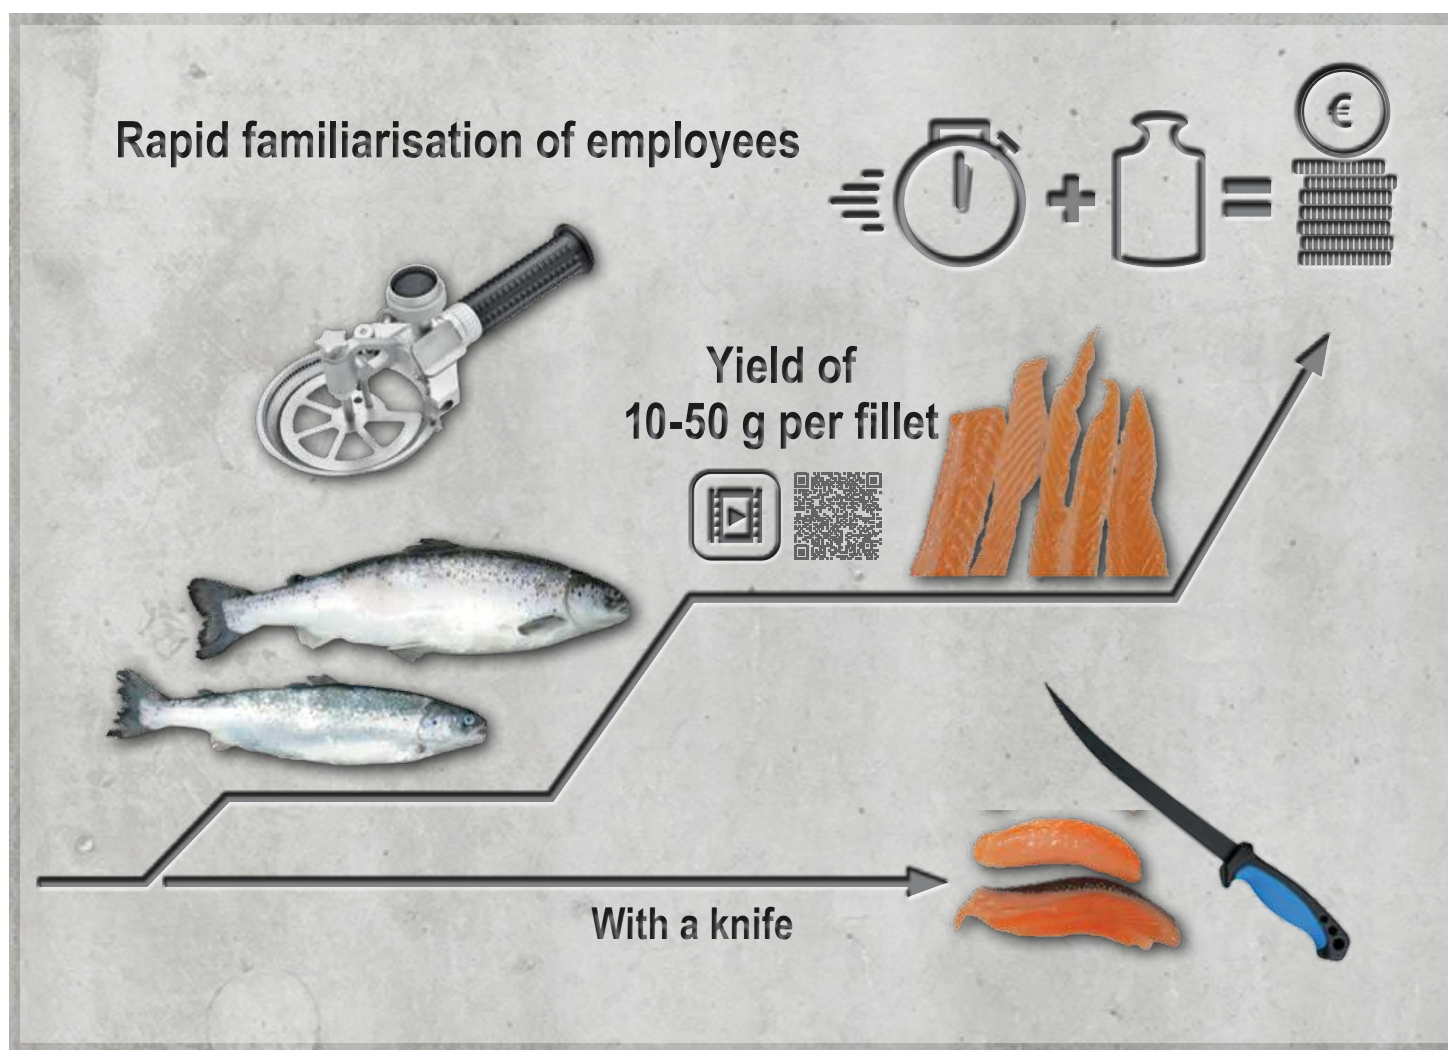 Rapid familiarisation of employees
€
Yield of
10-50 g per fillet
With a knife